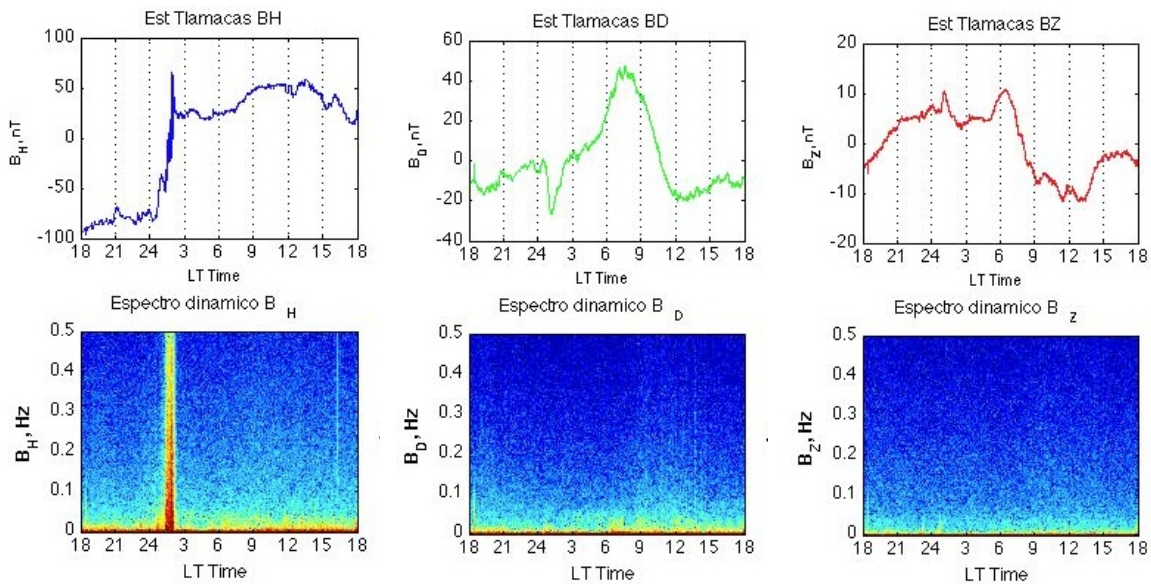 Est Tlamacas BH
100
50
0
-50
-100
B H, nT
18 21 24 3 6 9 12 15 18
LT Time
Est Tlamacas BD
60
40
20
0
-20
-40
B D, nT
18 21 24 3 6 9 12 15 18
LT Time
Est Tlamacas BZ
20
10
0
-10
-20
B Z, nT
18 21 24 3 6 9 12 15 18
LT Time
Espectro dinamico B H
0.5
0.4
0.3
0.2
0.1
0
B H, Hz
18 21 24 3 6 9 12 15 18
LT Time
Espectro dinamico B D
0.5
0.4
0.3
0.2
0.1
0
B D, Hz
18 21 24 3 6 9 12 15 18
LT Time
Espectro dinamico B Z
0.5
0.4
0.3
0.2
0.1
0
B Z, Hz
18 21 24 3 6 9 12 15 18
LT Time